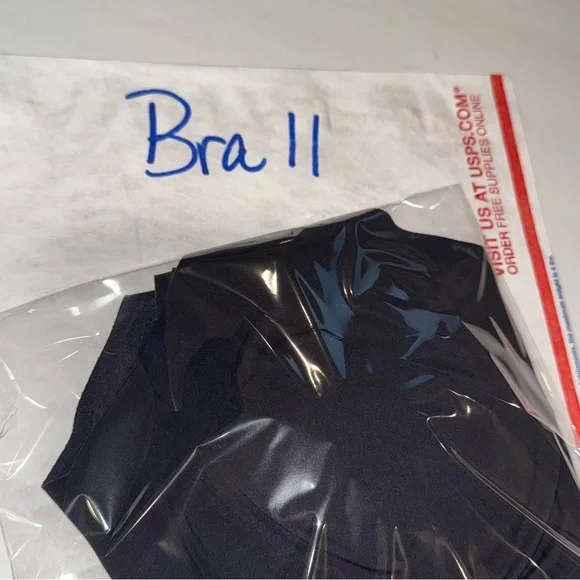 Bra 11
VISIT US AT USPS.COM®
ORDER FREE SUPPLIES ONLINE